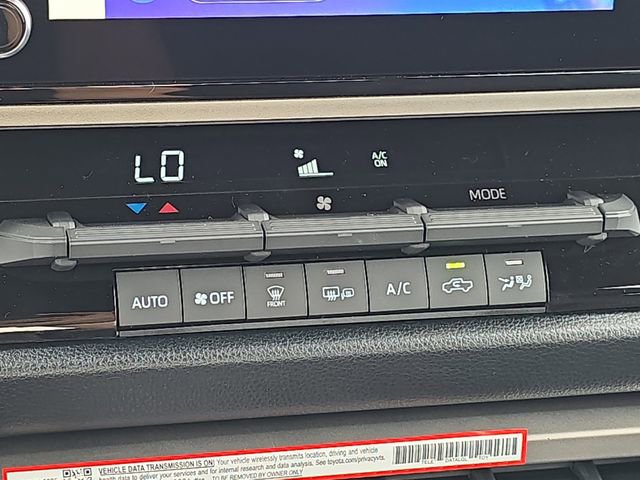 LO
A/C
ON
MODE
AUTO
OFF
FRONT
A/C
VEHICLE DATA TRANSMISSION IS ON! Your vehicle wirelessly transmits location, driving and vehicle
data to deliver your services and for internal research and data analysis. See toyota.com/privacyvts.
TO BE REMOVED BY OWNER ONLY